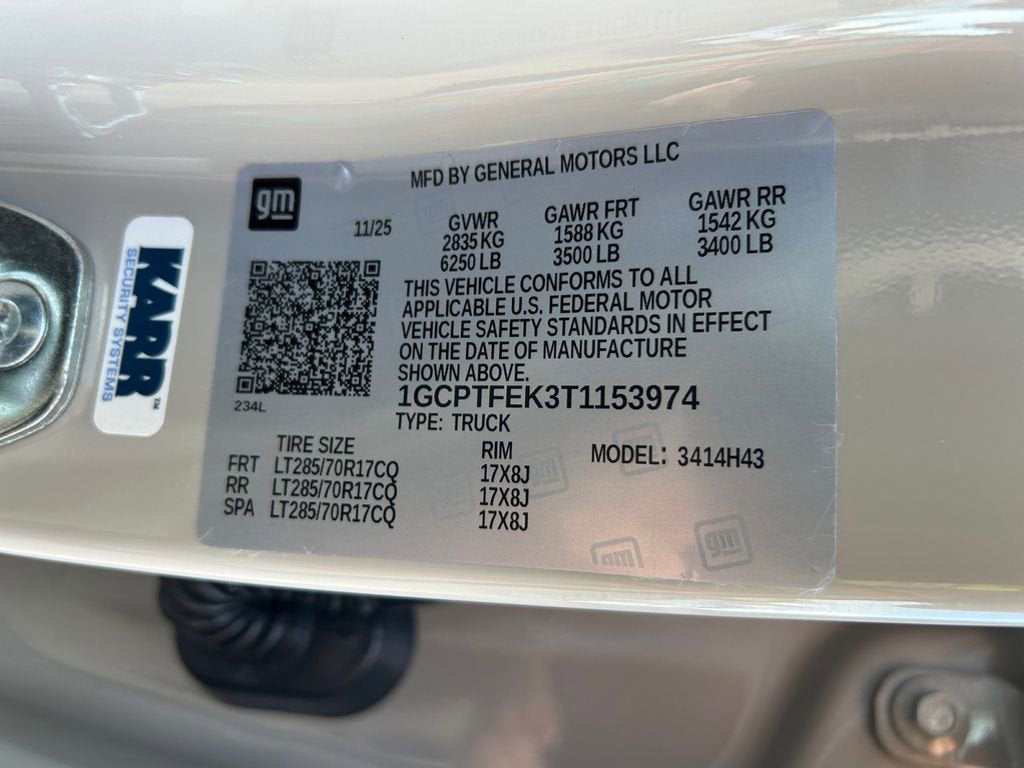 MFD BY GENERAL MOTORS LLC
gm
11/25
GVWR GAWR FRT GAWR RR
2835 KG 1588 KG 1542 KG
6250 LB 3500 LB 3400 LB
THIS VEHICLE CONFORMS TO ALL
APPLICABLE U.S. FEDERAL MOTOR
VEHICLE SAFETY STANDARDS IN EFFECT
ON THE DATE OF MANUFACTURE
SHOWN ABOVE.
234L
1GCPTFEK3T1153974
TYPE: TRUCK
TIRE SIZE RIM MODEL: 3414H43
FRT LT285/70R17CQ 17X8J
RR LT285/70R17CQ 17X8J
SPA LT285/70R17CQ 17X8J
gm
gm
KARR™
SECURITY SYSTEMS